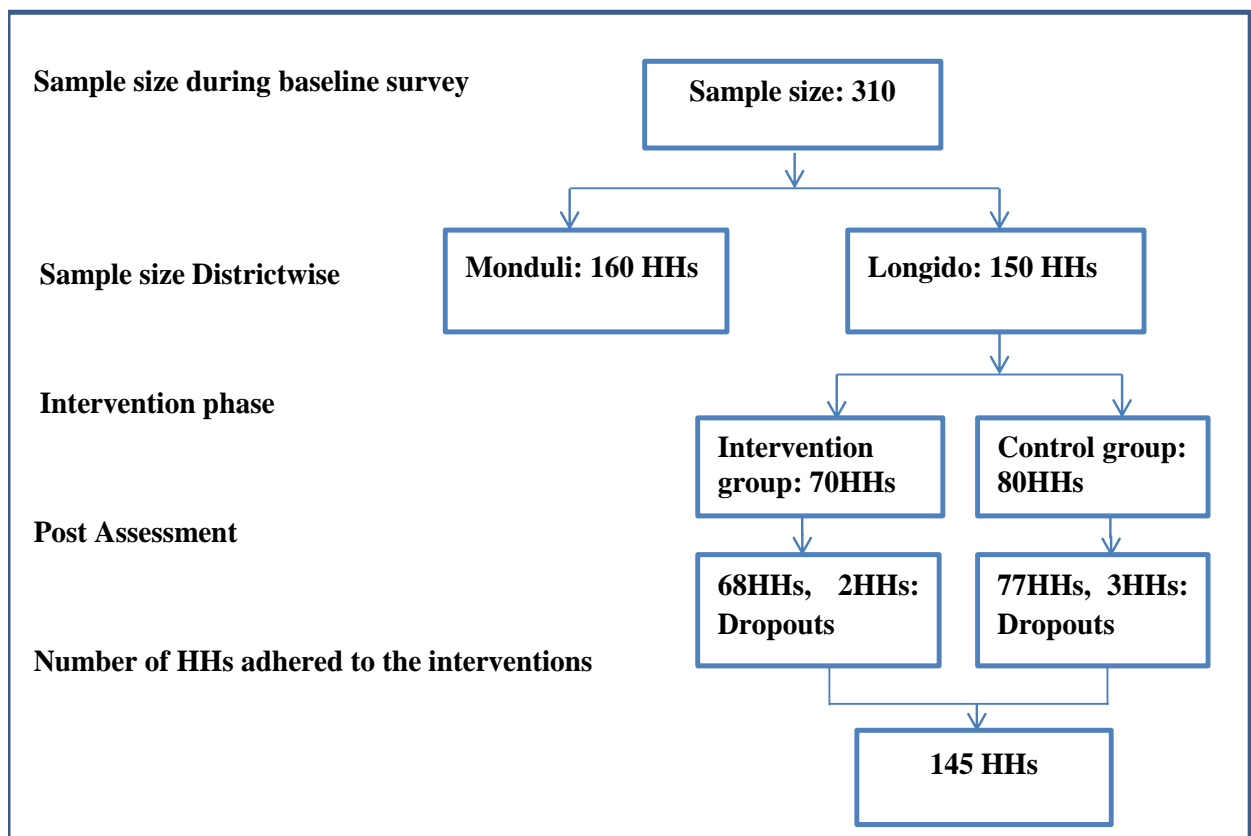 Sample size during baseline survey
Sample size: 310
Monduli: 160 HHs
Longido: 150 HHs
Sample size Districtwise
Intervention phase
Intervention
group: 70HHs
Control group:
80HHs
Post Assessment
68HHs, 2HHs:
Dropouts
77HHs, 3HHs:
Dropouts
Number of HHs adhered to the interventions
145 HHs